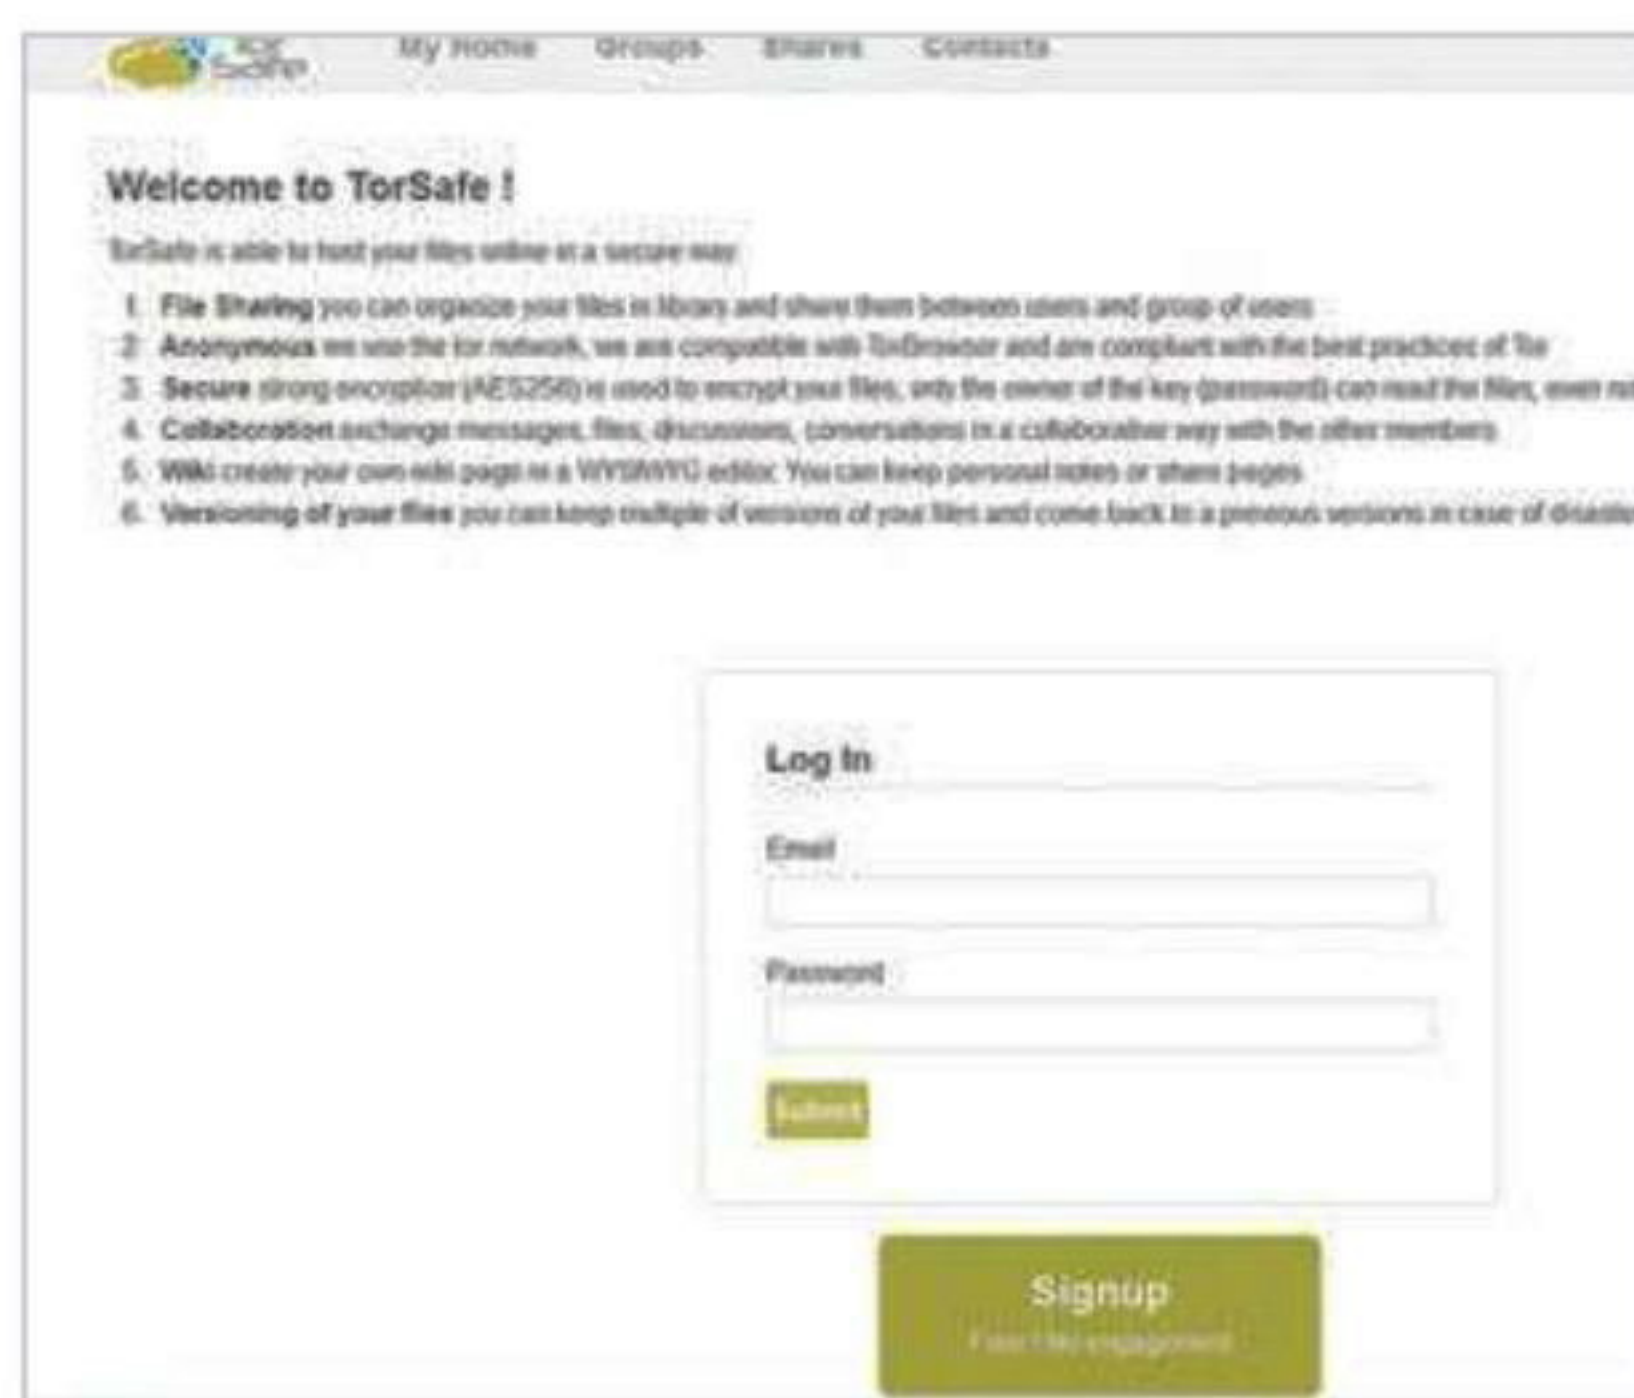 Tor
Safe
My Home Groups Shares Contacts
Welcome to TorSafe !
TorSafe is able to host your files online in a secure way
1. File Sharing you can organize your files in library and share them between users and group of users
2. Anonymous we use the tor network, we are compatible with TorBrowser and are compliant with the best practices of Tor
3. Secure strong encryption (AES256) is used to encrypt your files, only the owner of the key (password) can read the files, even
4. Collaboration exchange messages, files, discussions, conversations in a collaborative way with the other members
5. Wiki create your own wiki page in a WYSIWYG editor. You can keep personal notes or share pages
6. Versioning of your files you can keep multiple of versions of your files and come back to a previous versions in case of
Log In
Email
Password
Submit
Signup